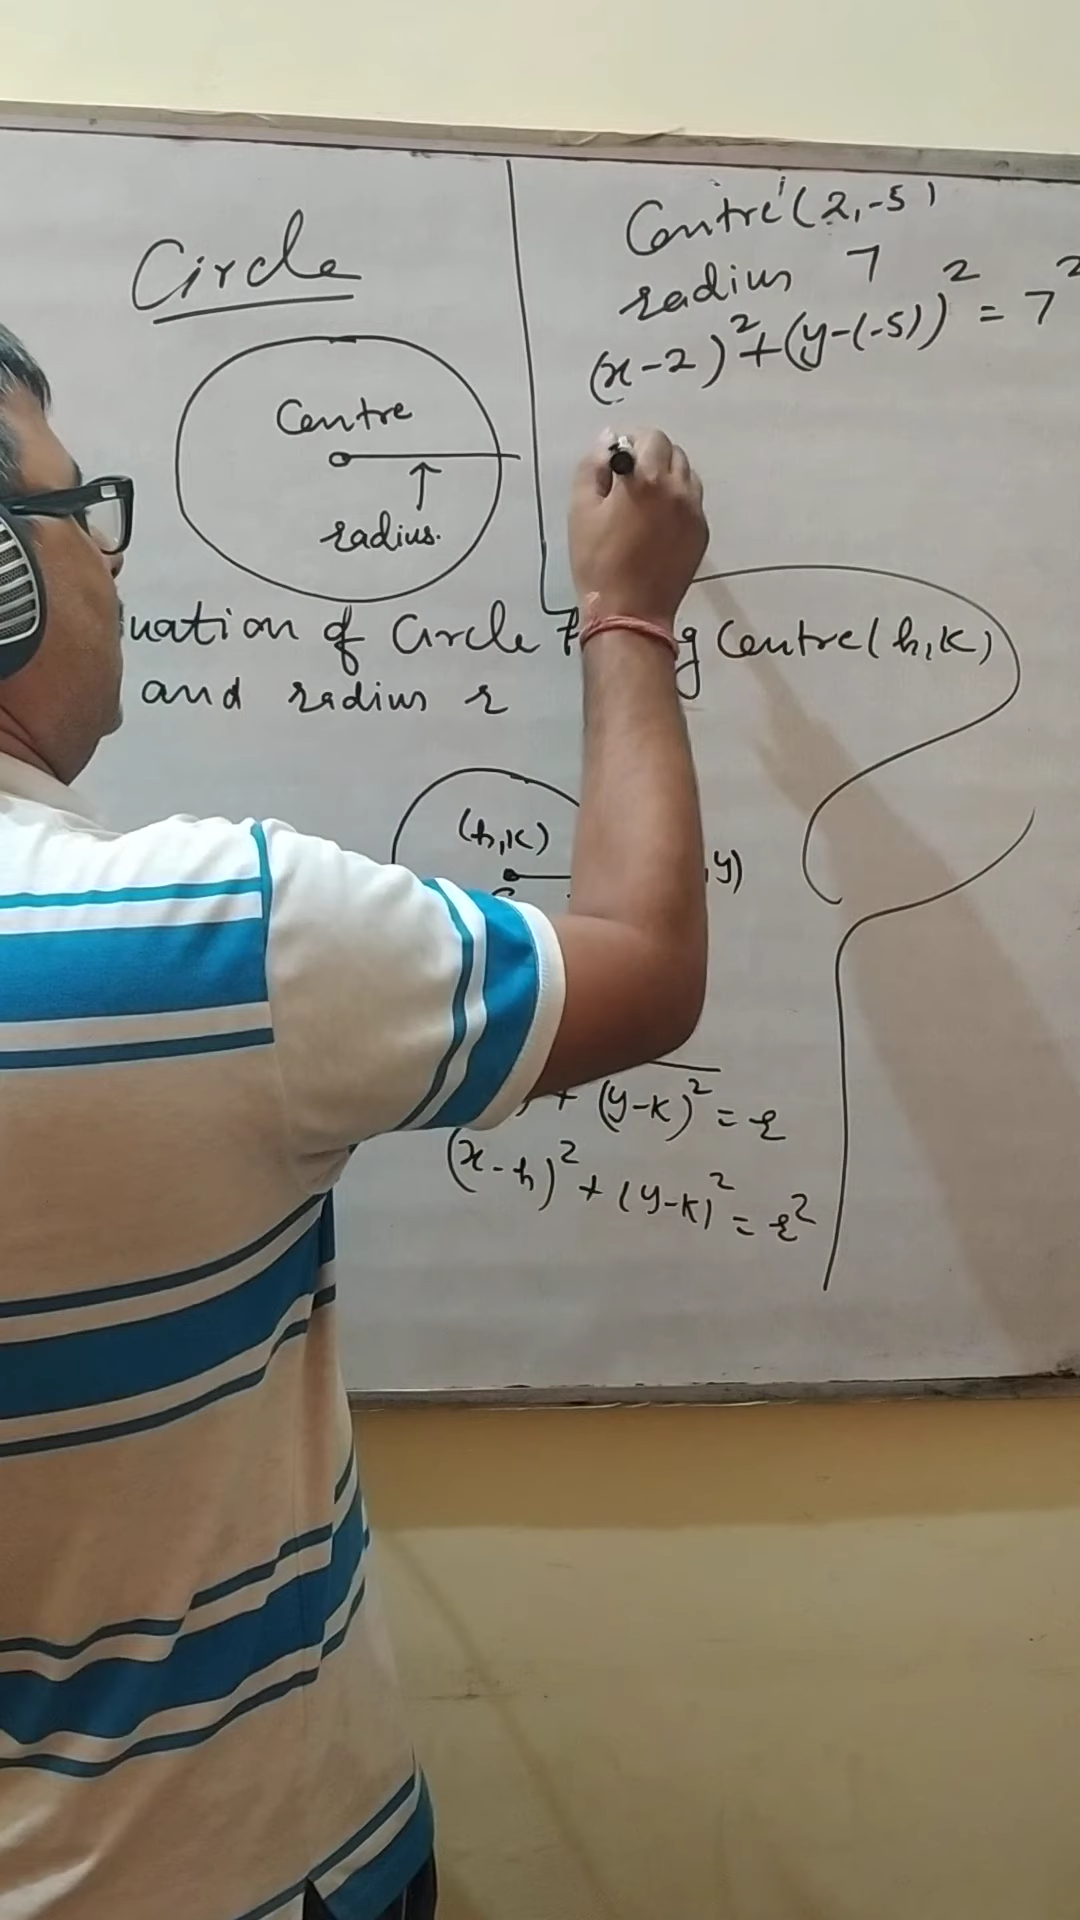 Circle
Centre
radius.
uation of Circle g Centre (h,k)
and radius r
(h,k)
,y)
+ (y-k)² = r
(x-h)² + (y-k)² = r²
Centre (2,-5)
radius 7
(x-2)² + (y-(-5))² = 7²